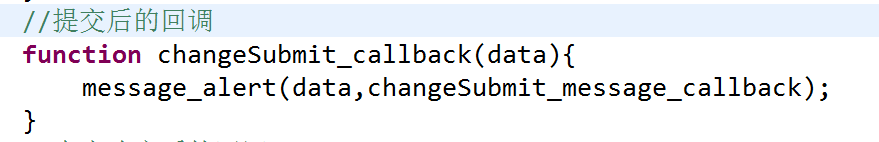 //提交后的回调
function changeSubmit_callback(data){
message_alert(data,changeSubmit_message_callback);
}